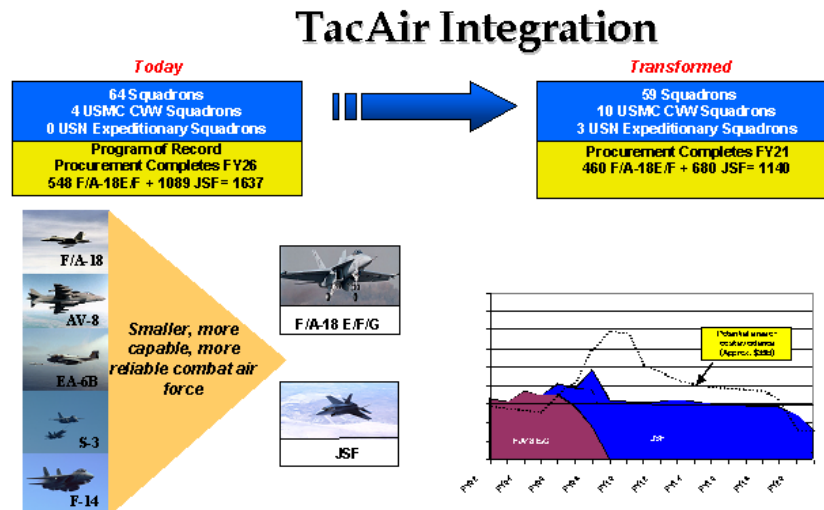 TacAir Integration
Today
64 Squadrons
4 USMC CVW Squadrons
0 USN Expeditionary Squadrons
Program of Record
Procurement Completes FY26
548 F/A-18E/F + 1089 JSF= 1637
Transformed
59 Squadrons
10 USMC CVW Squadrons
3 USN Expeditionary Squadrons
Procurement Completes FY21
460 F/A-18E/F + 680 JSF= 1140
F/A-18
AV-8
EA-6B
S-3
F-14
Smaller, more
capable, more
reliable combat air
force
F/A-18 E/F/G
JSF
JSF